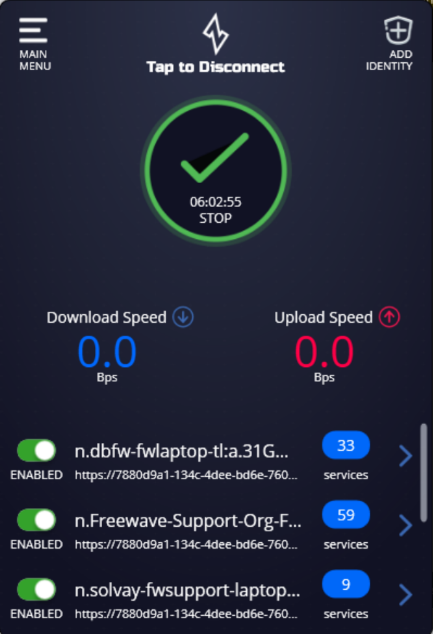 MAIN
MENU
Tap to Disconnect
ADD
IDENTITY
06:02:55
STOP
Download Speed
Upload Speed
0.0
0.0
Bps
Bps
n.dbfw-fwlaptop-tl:a.31G...
33
ENABLED
https://7880d9a1-134c-4dee-bd6e-760...
services
n.Freewave-Support-Org-F...
59
ENABLED
https://7880d9a1-134c-4dee-bd6e-760...
services
n.solvay-fwsupport-laptop...
9
ENABLED
https://7880d9a1-134c-4dee-bd6e-760...
services